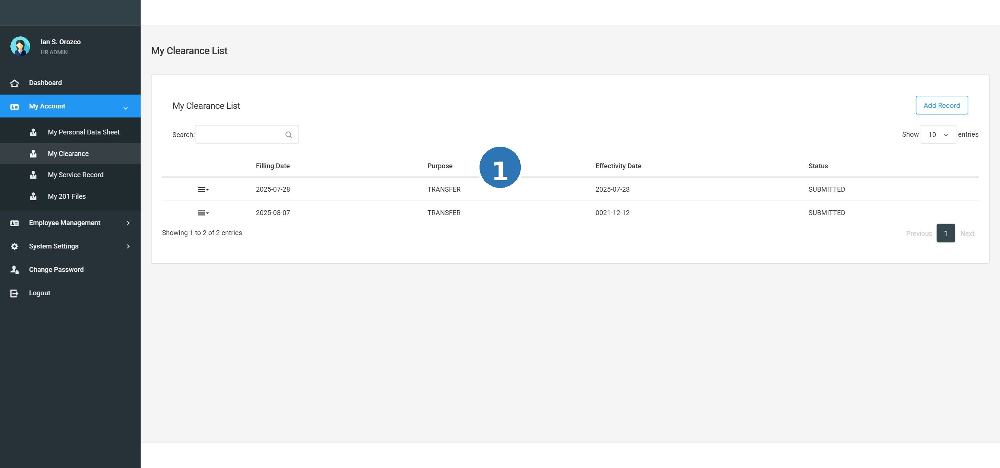 Ian S. Orozco
HR ADMIN
Dashboard
My Account
My Personal Data Sheet
My Clearance
My Service Record
My 201 Files
Employee Management
System Settings
Change Password
Logout
My Clearance List
My Clearance List
Add Record
Search:
Show 10 entries
1
Filling Date Purpose Effectivity Date Status
2025-07-28 TRANSFER 2025-07-28 SUBMITTED
2025-08-07 TRANSFER 0021-12-12 SUBMITTED
Showing 1 to 2 of 2 entries
Previous 1 Next